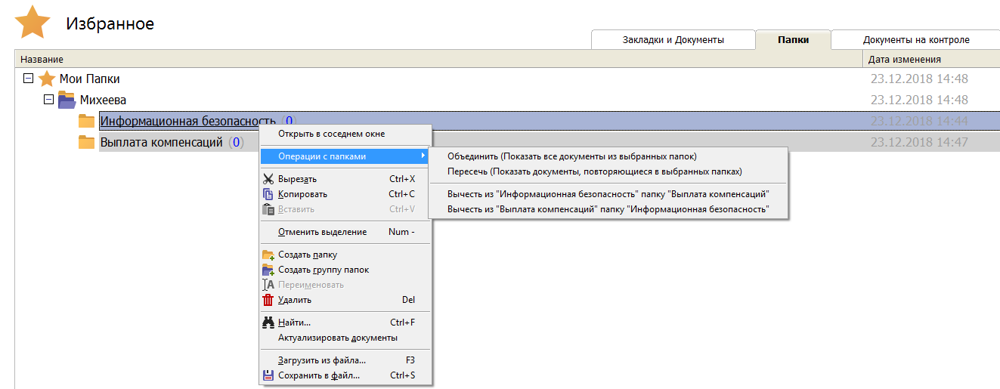 Избранное
Закладки и Документы Папки Документы на контроле
Название Дата изменения
Мои Папки 23.12.2018 14:48
Михеева 23.12.2018 14:48
Информационная безопасность (0) 23.12.2018 14:44
Выплата компенсаций (0) 23.12.2018 14:47
Открыть в соседнем окне
Операции с папками
Вырезать Ctrl+X
Копировать Ctrl+C
Вставить Ctrl+V
Отменить выделение Num -
Создать папку
Создать группу папок
Переименовать
Удалить Del
Найти... Ctrl+F
Актуализировать документы
Загрузить из файла... F3
Сохранить в файл... Ctrl+S
Объединить (Показать все документы из выбранных папок)
Пересечь (Показать документы, повторяющиеся в выбранных папках)
Вычесть из "Информационная безопасность" папку "Выплата компенсаций"
Вычесть из "Выплата компенсаций" папку "Информационная безопасность"